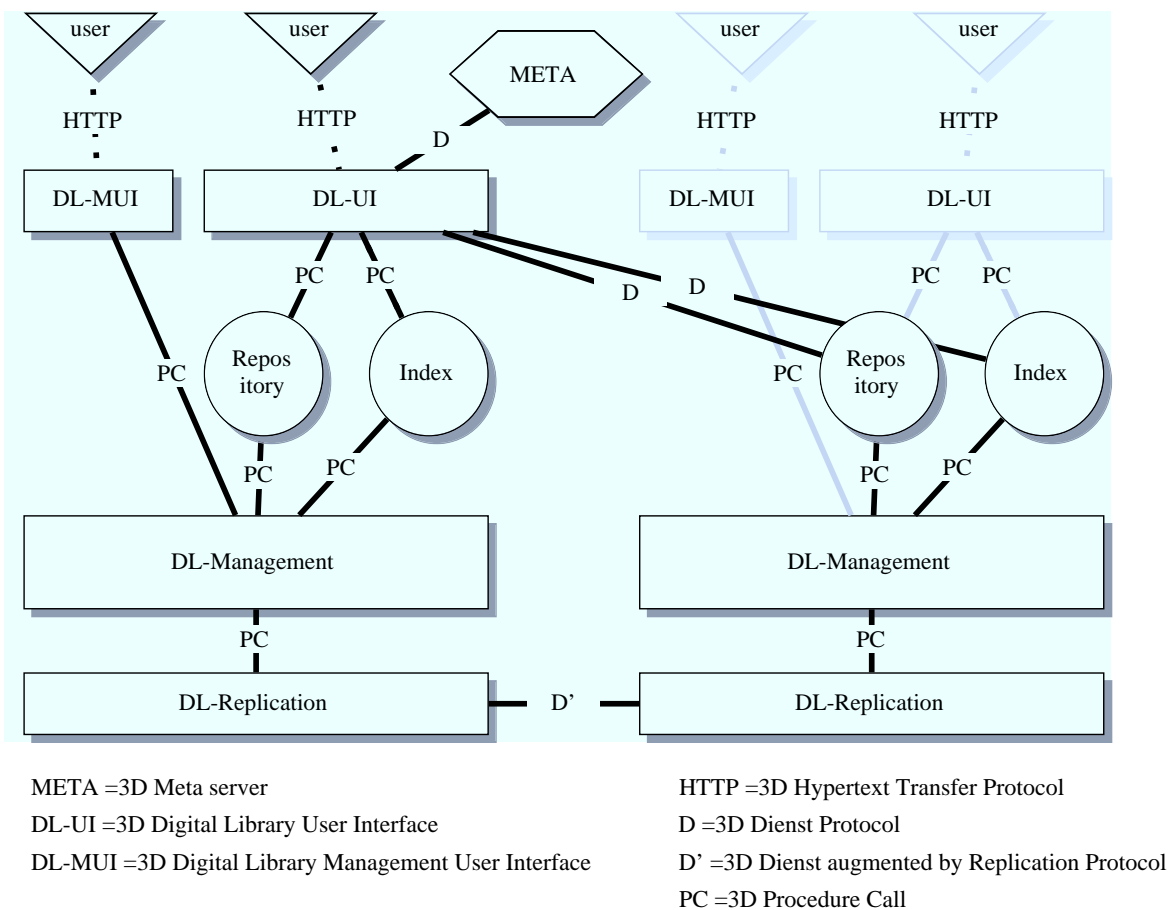 user
user
user
user
META
HTTP
HTTP
HTTP
HTTP
D
DL-MUI
DL-UI
DL-MUI
DL-UI
PC
PC
PC
PC
D
D
PC
Repos
itory
Index
PC
Repos
itory
Index
PC
PC
PC
PC
DL-Management
DL-Management
PC
PC
DL-Replication
D’
DL-Replication
META =3D Meta server
DL-UI =3D Digital Library User Interface
DL-MUI =3D Digital Library Management User Interface
HTTP =3D Hypertext Transfer Protocol
D =3D Dienst Protocol
D’ =3D Dienst augmented by Replication Protocol
PC =3D Procedure Call